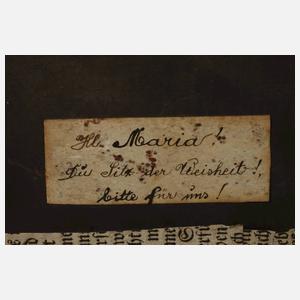 Hl. Maria!
Du Sitz der Weisheit!,
bitte für uns!